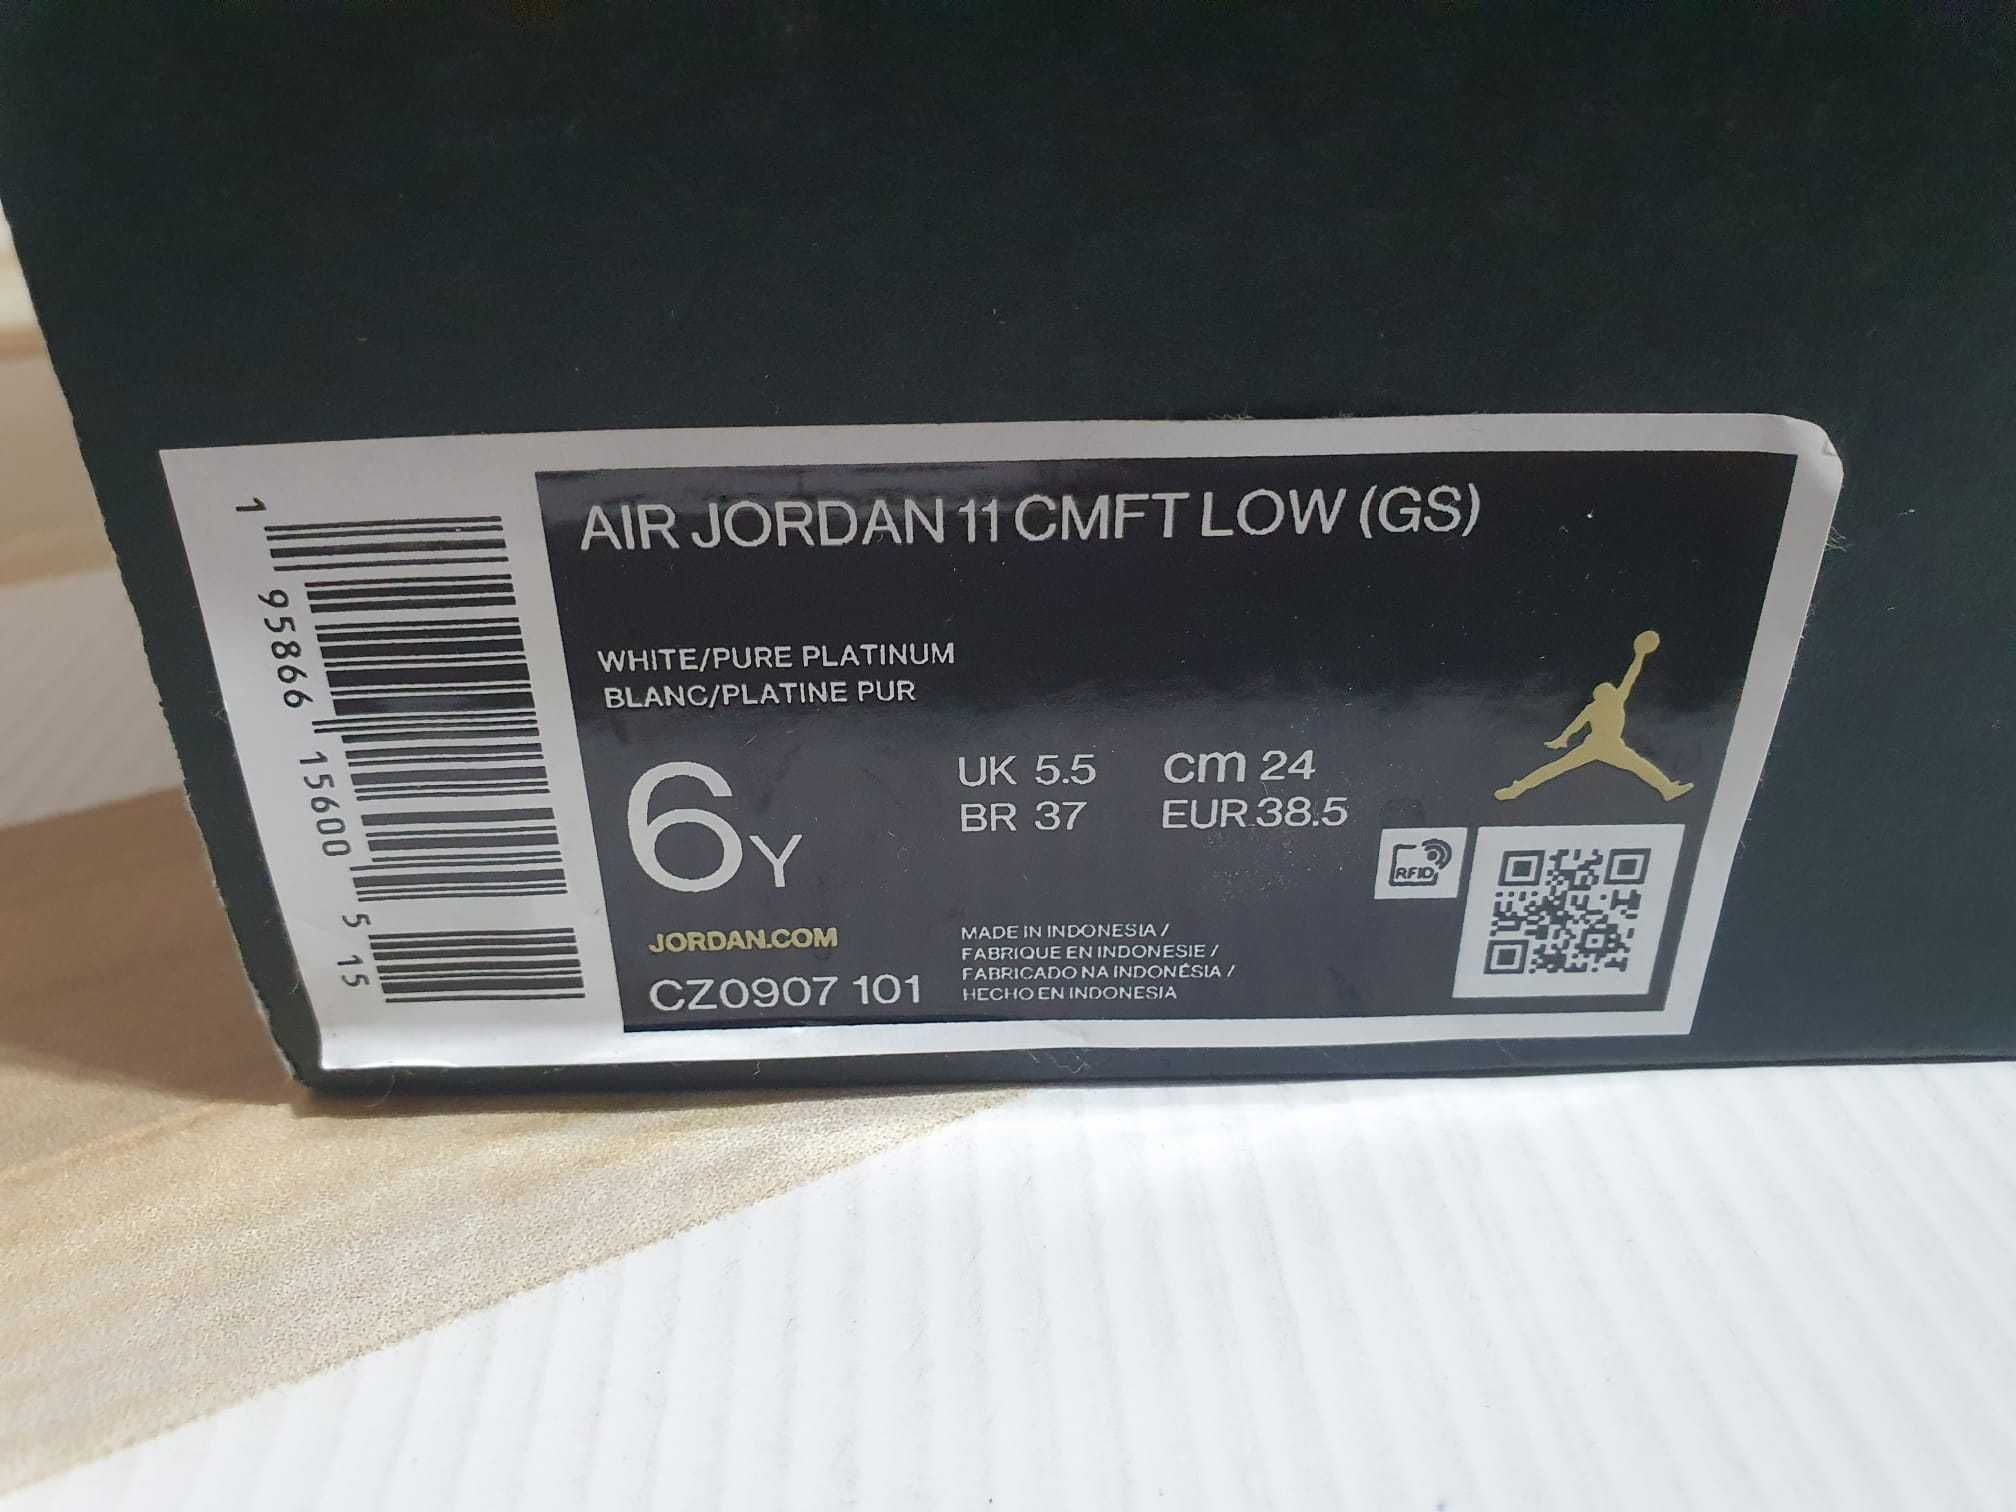 AIR JORDAN 11 CMFT LOW (GS)
WHITE/PURE PLATINUM
BLANC/PLATINE PUR
6Y
UK 5.5 cm 24
BR 37 EUR 38.5
RFID
JORDAN.COM
CZ0907 101
MADE IN INDONESIA /
FABRIQUE EN INDONESIE /
FABRICADO NA INDONÉSIA /
HECHO EN INDONESIA
1 95866 15600 5 15